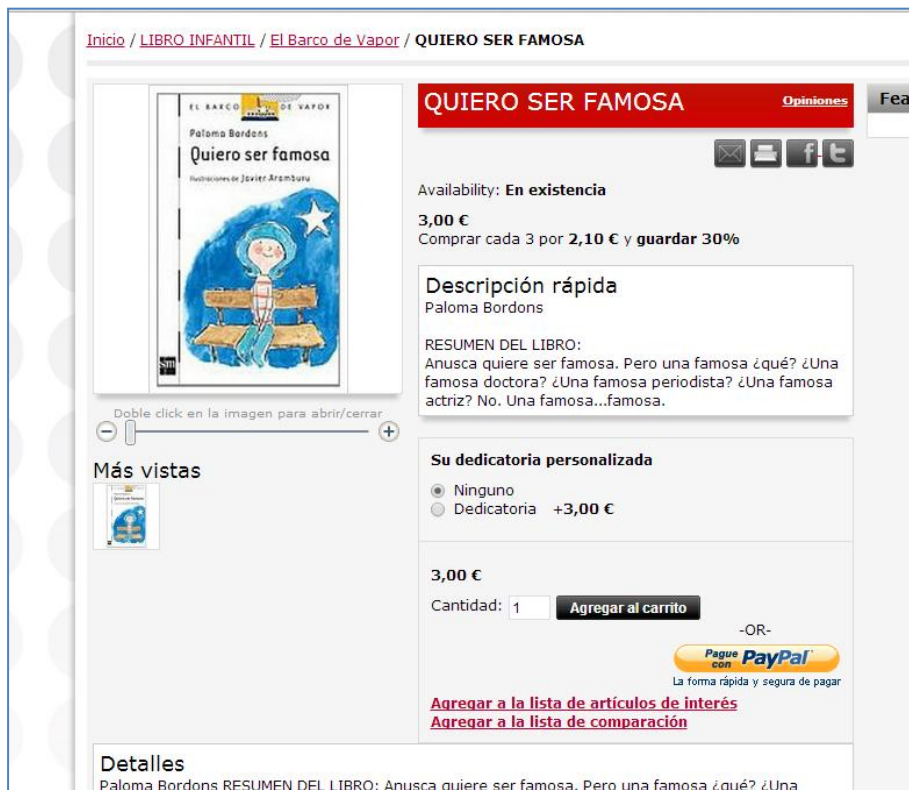 Inicio / LIBRO INFANTIL / El Barco de Vapor / QUIERO SER FAMOSA
EL BARCO DE VAPOR
Paloma Bordons
Quiero ser famosa
Ilustraciones de Javier Aramburu
sm
Doble click en la imagen para abrir/cerrar
Más vistas
QUIERO SER FAMOSA
Opiniones
Fea
Availability: En existencia
3,00 €
Comprar cada 3 por 2,10 € y guardar 30%
Descripción rápida
Paloma Bordons
RESUMEN DEL LIBRO:
Anusca quiere ser famosa. Pero una famosa ¿qué? ¿Una
famosa doctora? ¿Una famosa periodista? ¿Una famosa
actriz? No. Una famosa...famosa.
Su dedicatoria personalizada
Ninguno
Dedicatoria +3,00 €
3,00 €
Cantidad: 1 Agregar al carrito
-OR-
Pague con PayPal
La forma rápida y segura de pagar
Agregar a la lista de artículos de interés
Agregar a la lista de comparación
Detalles
Paloma Bordons RESUMEN DEL LIBRO: Anusca quiere ser famosa. Pero una famosa ¿qué? ¿Una